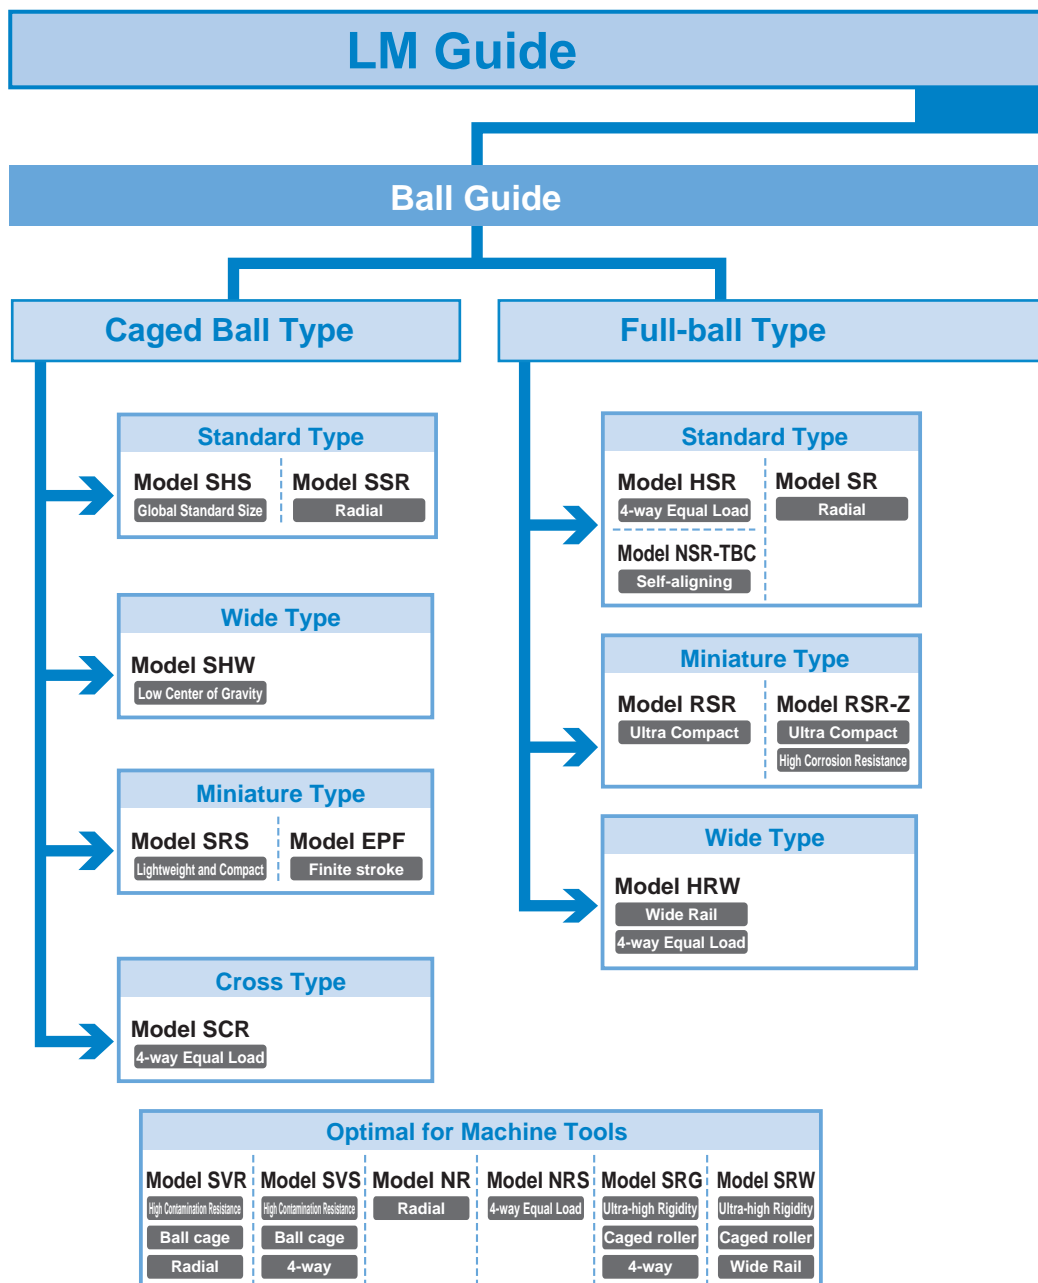 LM Guide
Ball Guide
Caged Ball Type
Standard Type
Model SHS
Global Standard Size
Model SSR
Radial
Wide Type
Model SHW
Low Center of Gravity
Miniature Type
Model SRS
Lightweight and Compact
Model EPF
Finite stroke
Cross Type
Model SCR
4-way Equal Load
Full-ball Type
Standard Type
Model HSR
4-way Equal Load
Model NSR-TBC
Self-aligning
Model SR
Radial
Miniature Type
Model RSR
Ultra Compact
Model RSR-Z
Ultra Compact
High Corrosion Resistance
Wide Type
Model HRW
Wide Rail
4-way Equal Load
Optimal for Machine Tools
Model SVR
High Contamination Resistance
Ball cage
Radial
Model SVS
High Contamination Resistance
Ball cage
4-way
Model NR
Radial
Model NRS
4-way Equal Load
Model SRG
Ultra-high Rigidity
Caged roller
4-way
Model SRW
Ultra-high Rigidity
Caged roller
Wide Rail